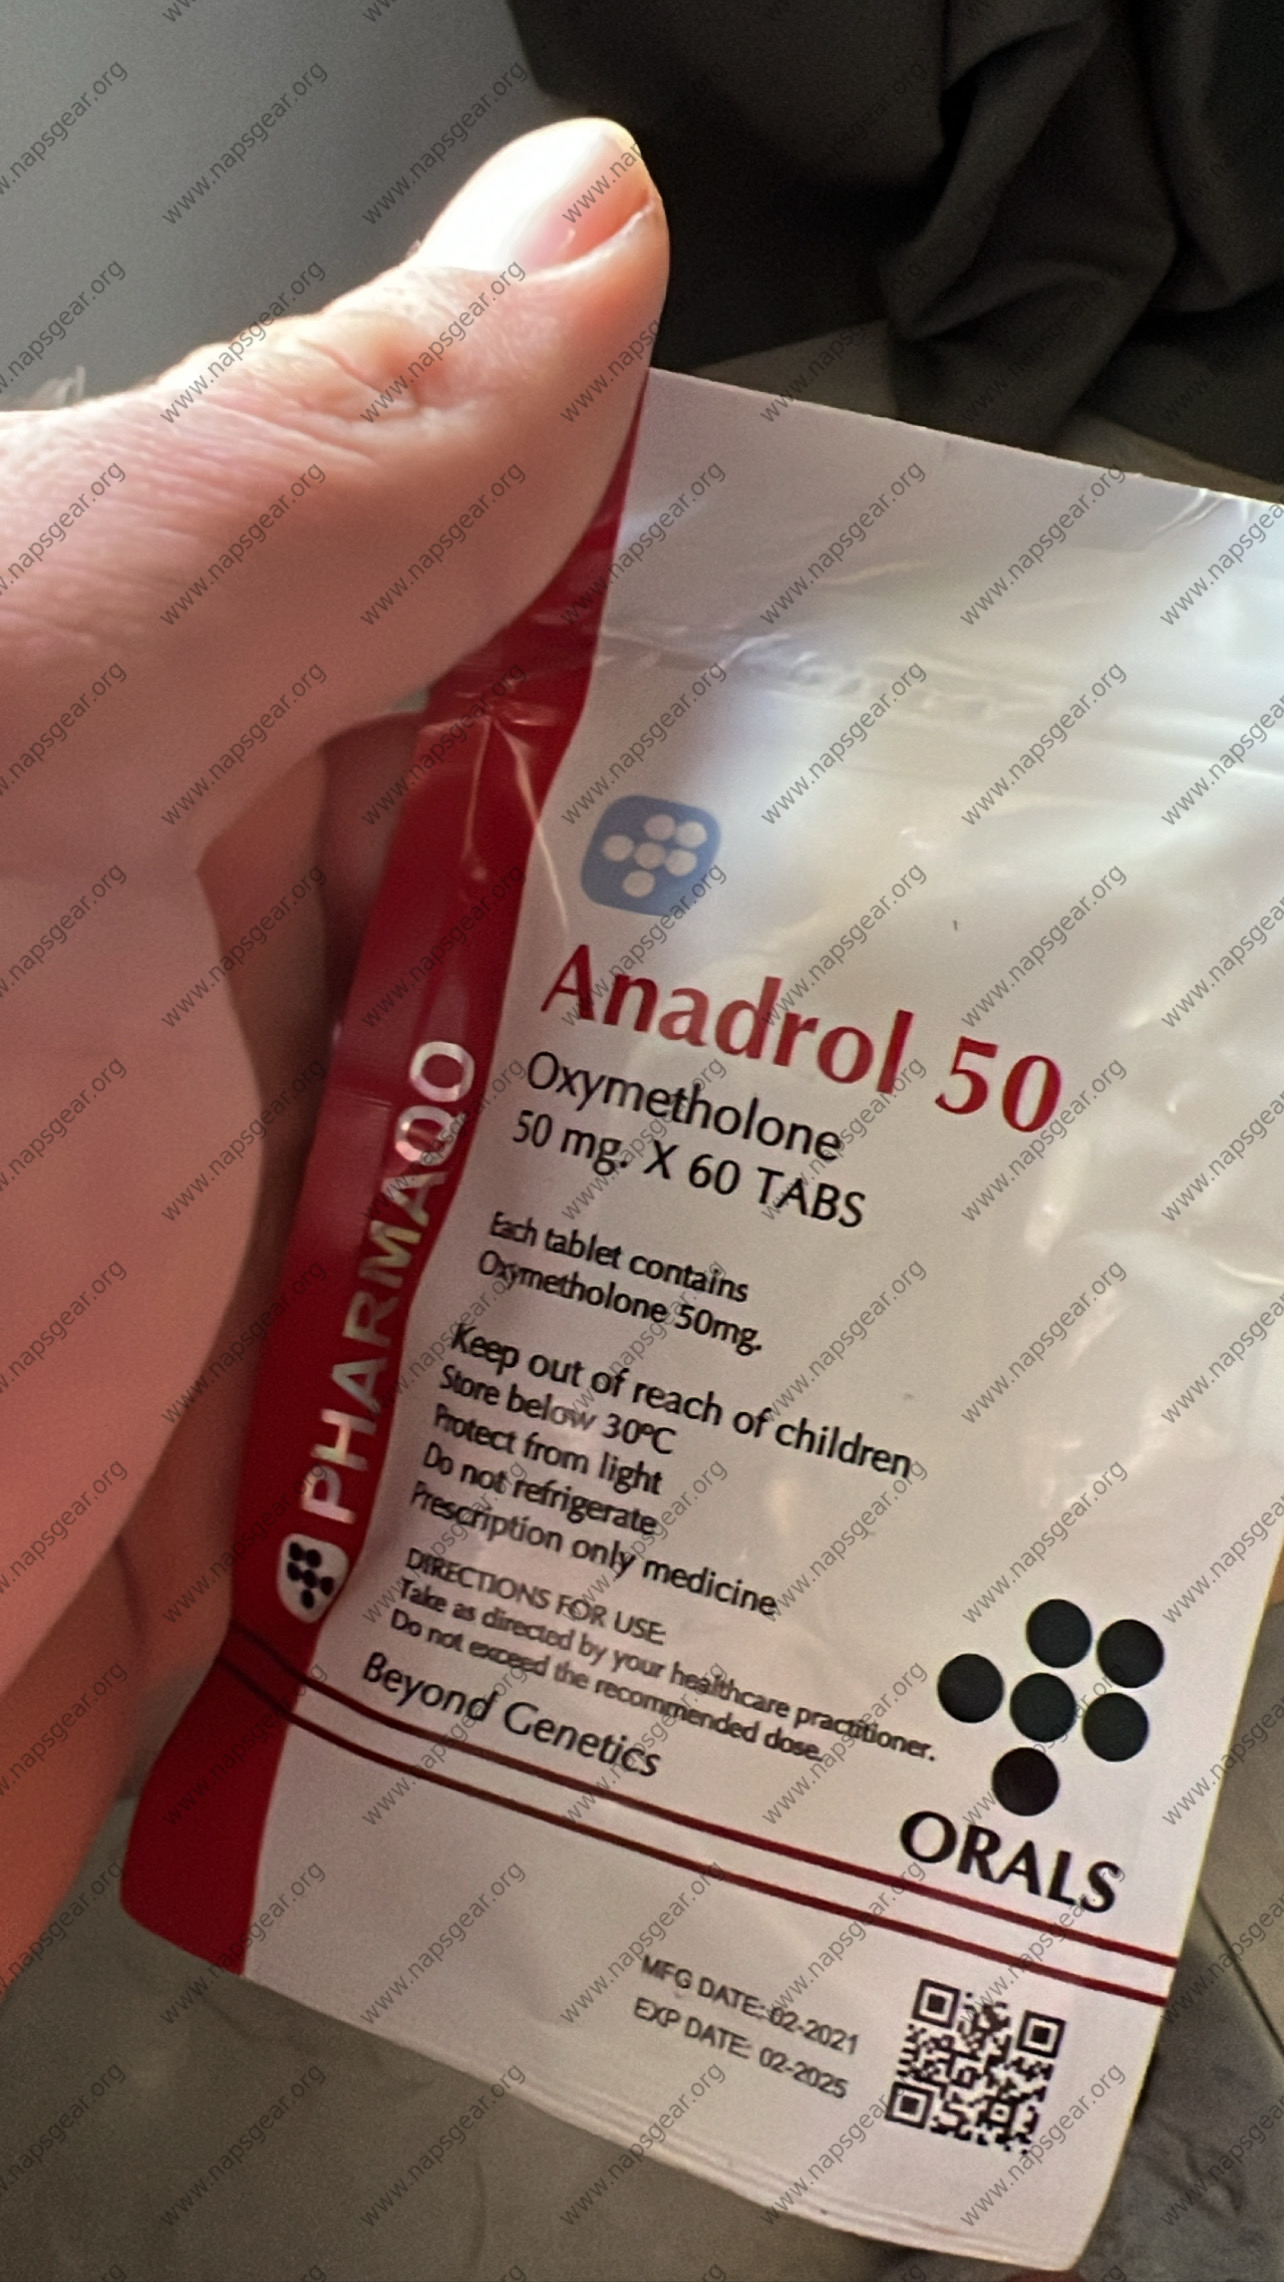 Anadrol 50
Oxymetholone
50 mg. X 60 TABS
Each tablet contains
Oxymetholone 50mg.
Keep out of reach of children
Store below 30ºC
Protect from light
Do not refrigerate
Prescription only medicine
DIRECTIONS FOR USE:
Take as directed by your healthcare practitioner.
Do not exceed the recommended dose.
Beyond Genetics
ORALS
MFG DATE: 02-2021
EXP DATE: 02-2025
PHARMAQO
www.napsgear.org